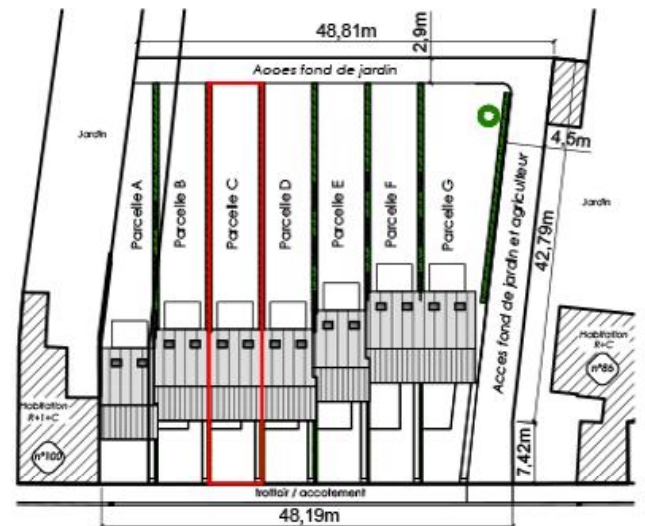 48,81m
2,9m
Acces fond de jardin
Jardin
4,5m
Jardin
Parcelle A
Parcelle B
Parcelle C
Parcelle D
Parcelle E
Parcelle F
Parcelle G
Acces fond de jardin et agriculteur
42,79m
Habitation
R+C
n°86
Habitation
R+1+C
n°100
7,42m
trottoir / accotement
48,19m